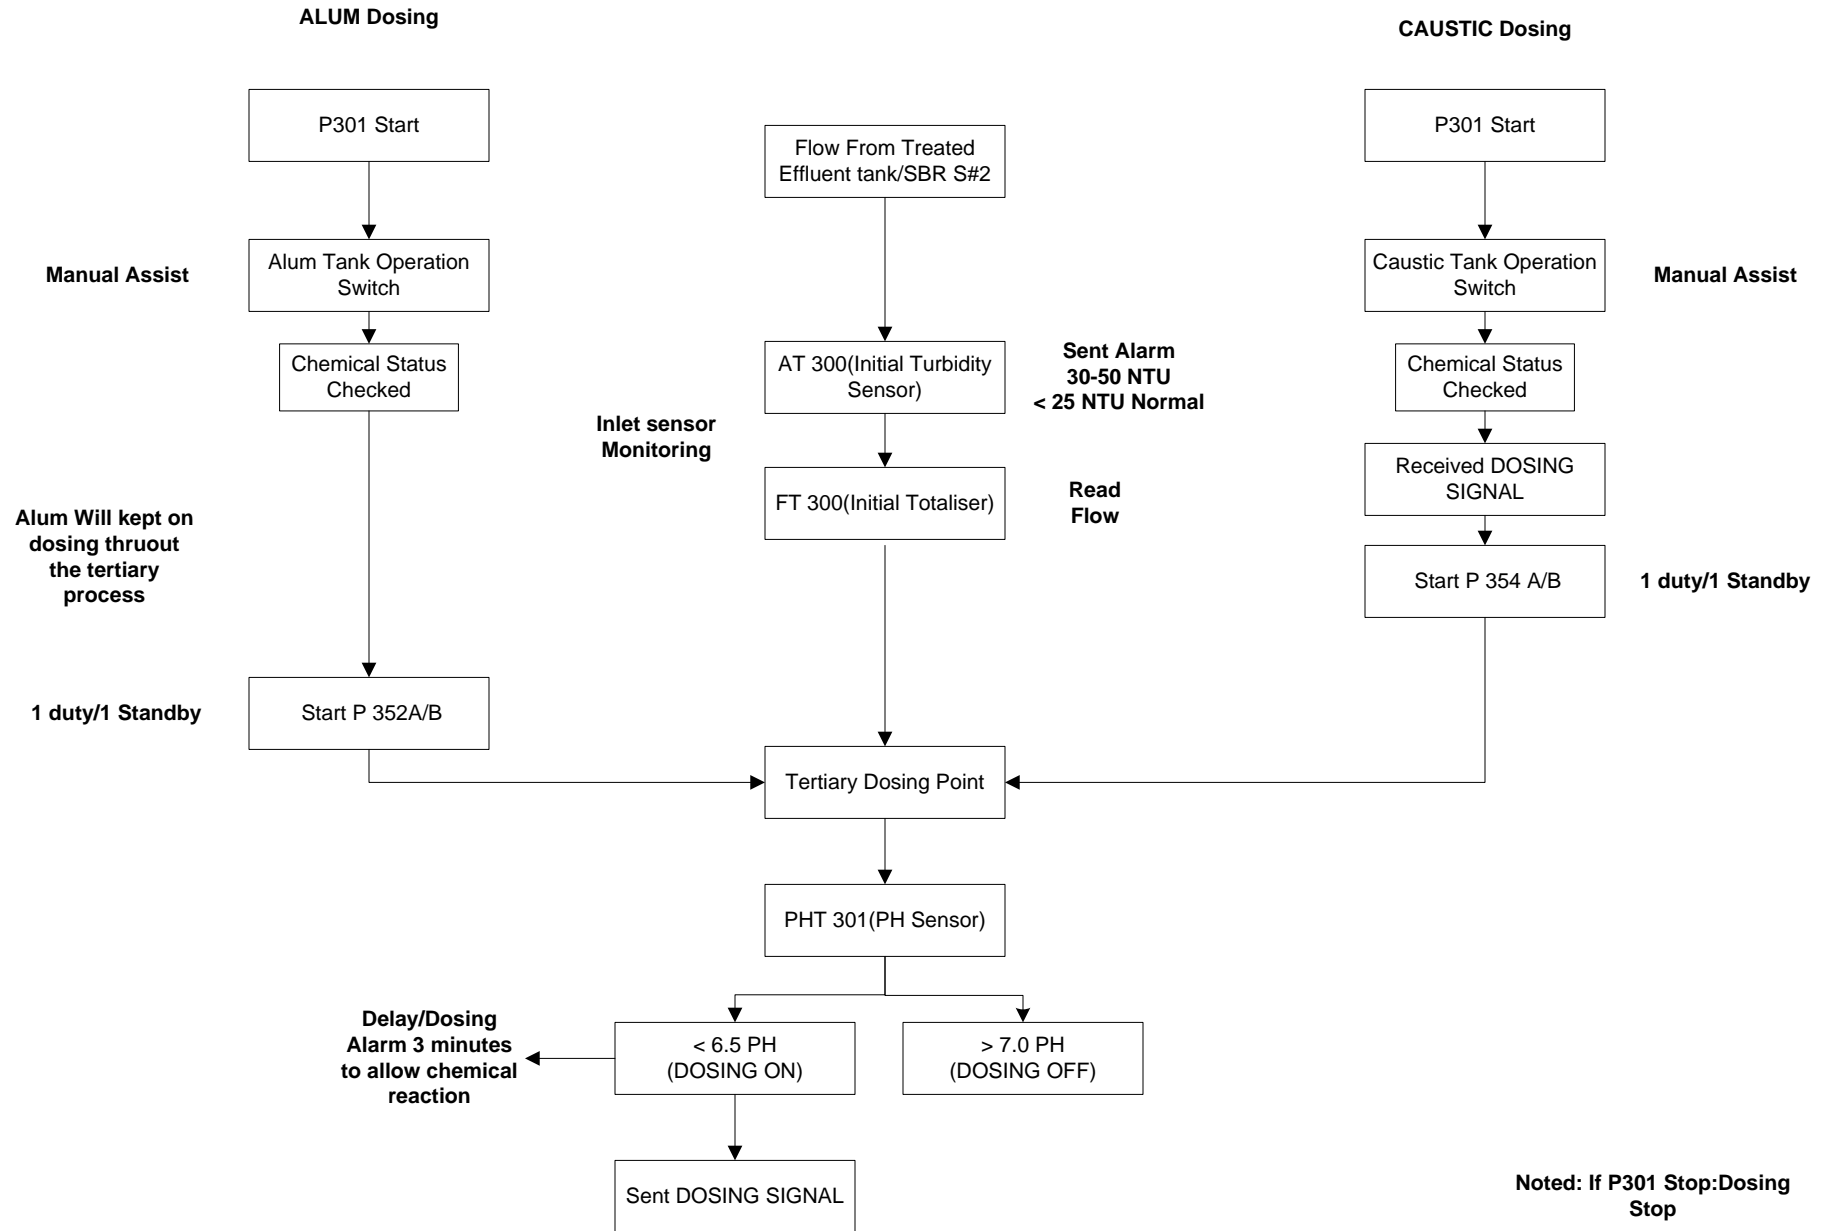 ALUM Dosing
CAUSTIC Dosing
P301 Start
Flow From Treated
Effluent tank/SBR S#2
P301 Start
Manual Assist
Alum Tank Operation
Switch
Caustic Tank Operation
Switch
Manual Assist
Chemical Status
Checked
AT 300(Initial Turbidity
Sensor)
Sent Alarm
30-50 NTU
< 25 NTU Normal
Chemical Status
Checked
Inlet sensor
Monitoring
Received DOSING
SIGNAL
FT 300(Initial Totaliser)
Read
Flow
Alum Will kept on
dosing thruout
the tertiary
process
Start P 354 A/B
1 duty/1 Standby
1 duty/1 Standby
Start P 352A/B
Tertiary Dosing Point
PHT 301(PH Sensor)
Delay/Dosing
Alarm 3 minutes
to allow chemical
reaction
< 6.5 PH
(DOSING ON)
> 7.0 PH
(DOSING OFF)
Sent DOSING SIGNAL
Noted: If P301 Stop:Dosing
Stop